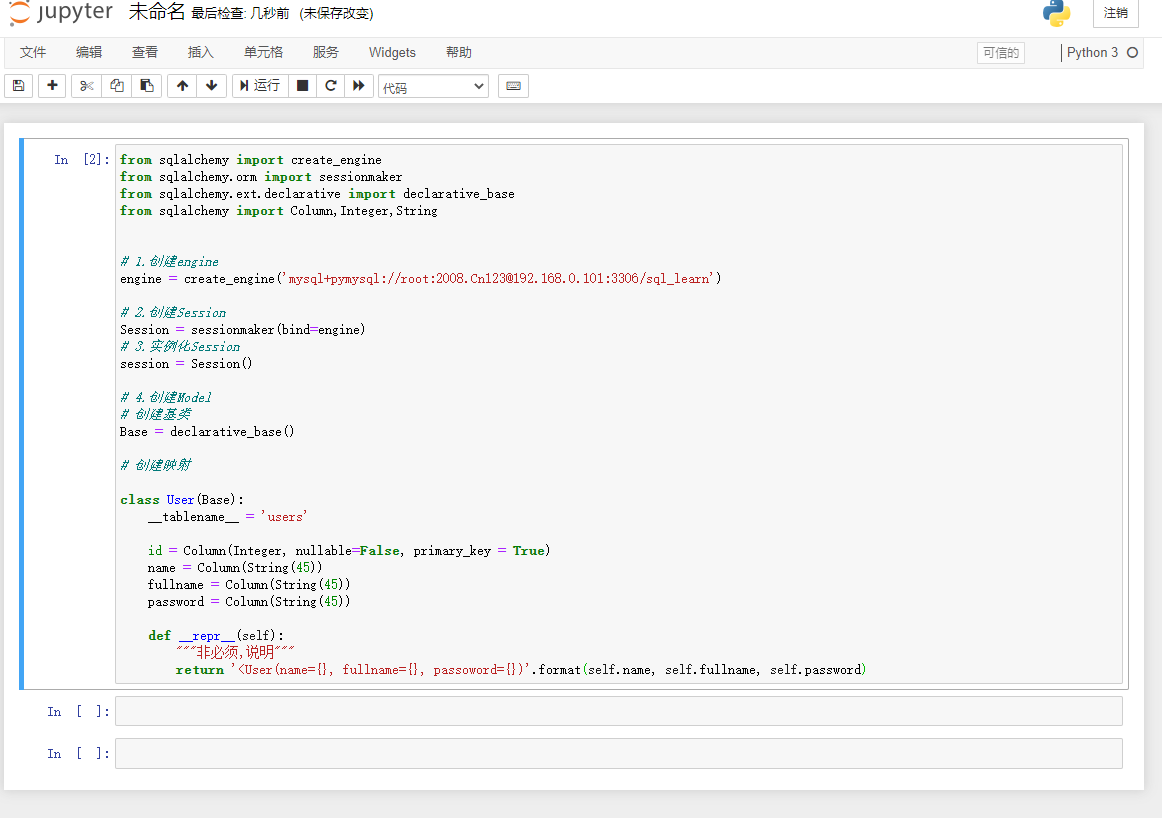 jupyter 未命名 最后检查: 几秒前 (未保存改变) 注销
文件 编辑 查看 插入 单元格 服务 Widgets 帮助 可信的 Python 3
运行 代码
In [2]: from sqlalchemy import create_engine
from sqlalchemy.orm import sessionmaker
from sqlalchemy.ext.declarative import declarative_base
from sqlalchemy import Column,Integer,String
# 1.创建engine
engine = create_engine('mysql+pymysql://root:2008.Cn123@192.168.0.101:3306/sql_learn')
# 2.创建Session
Session = sessionmaker(bind=engine)
# 3.实例化Session
session = Session()
# 4.创建Model
# 创建基类
Base = declarative_base()
# 创建映射
class User(Base):
__tablename__ = 'users'
id = Column(Integer, nullable=False, primary_key = True)
name = Column(String(45))
fullname = Column(String(45))
password = Column(String(45))
def __repr__(self):
"""非必须,说明"""
return '<User(name={}, fullname={}, passoword={})'.format(self.name, self.fullname, self.password)
In [ ]:
In [ ]: